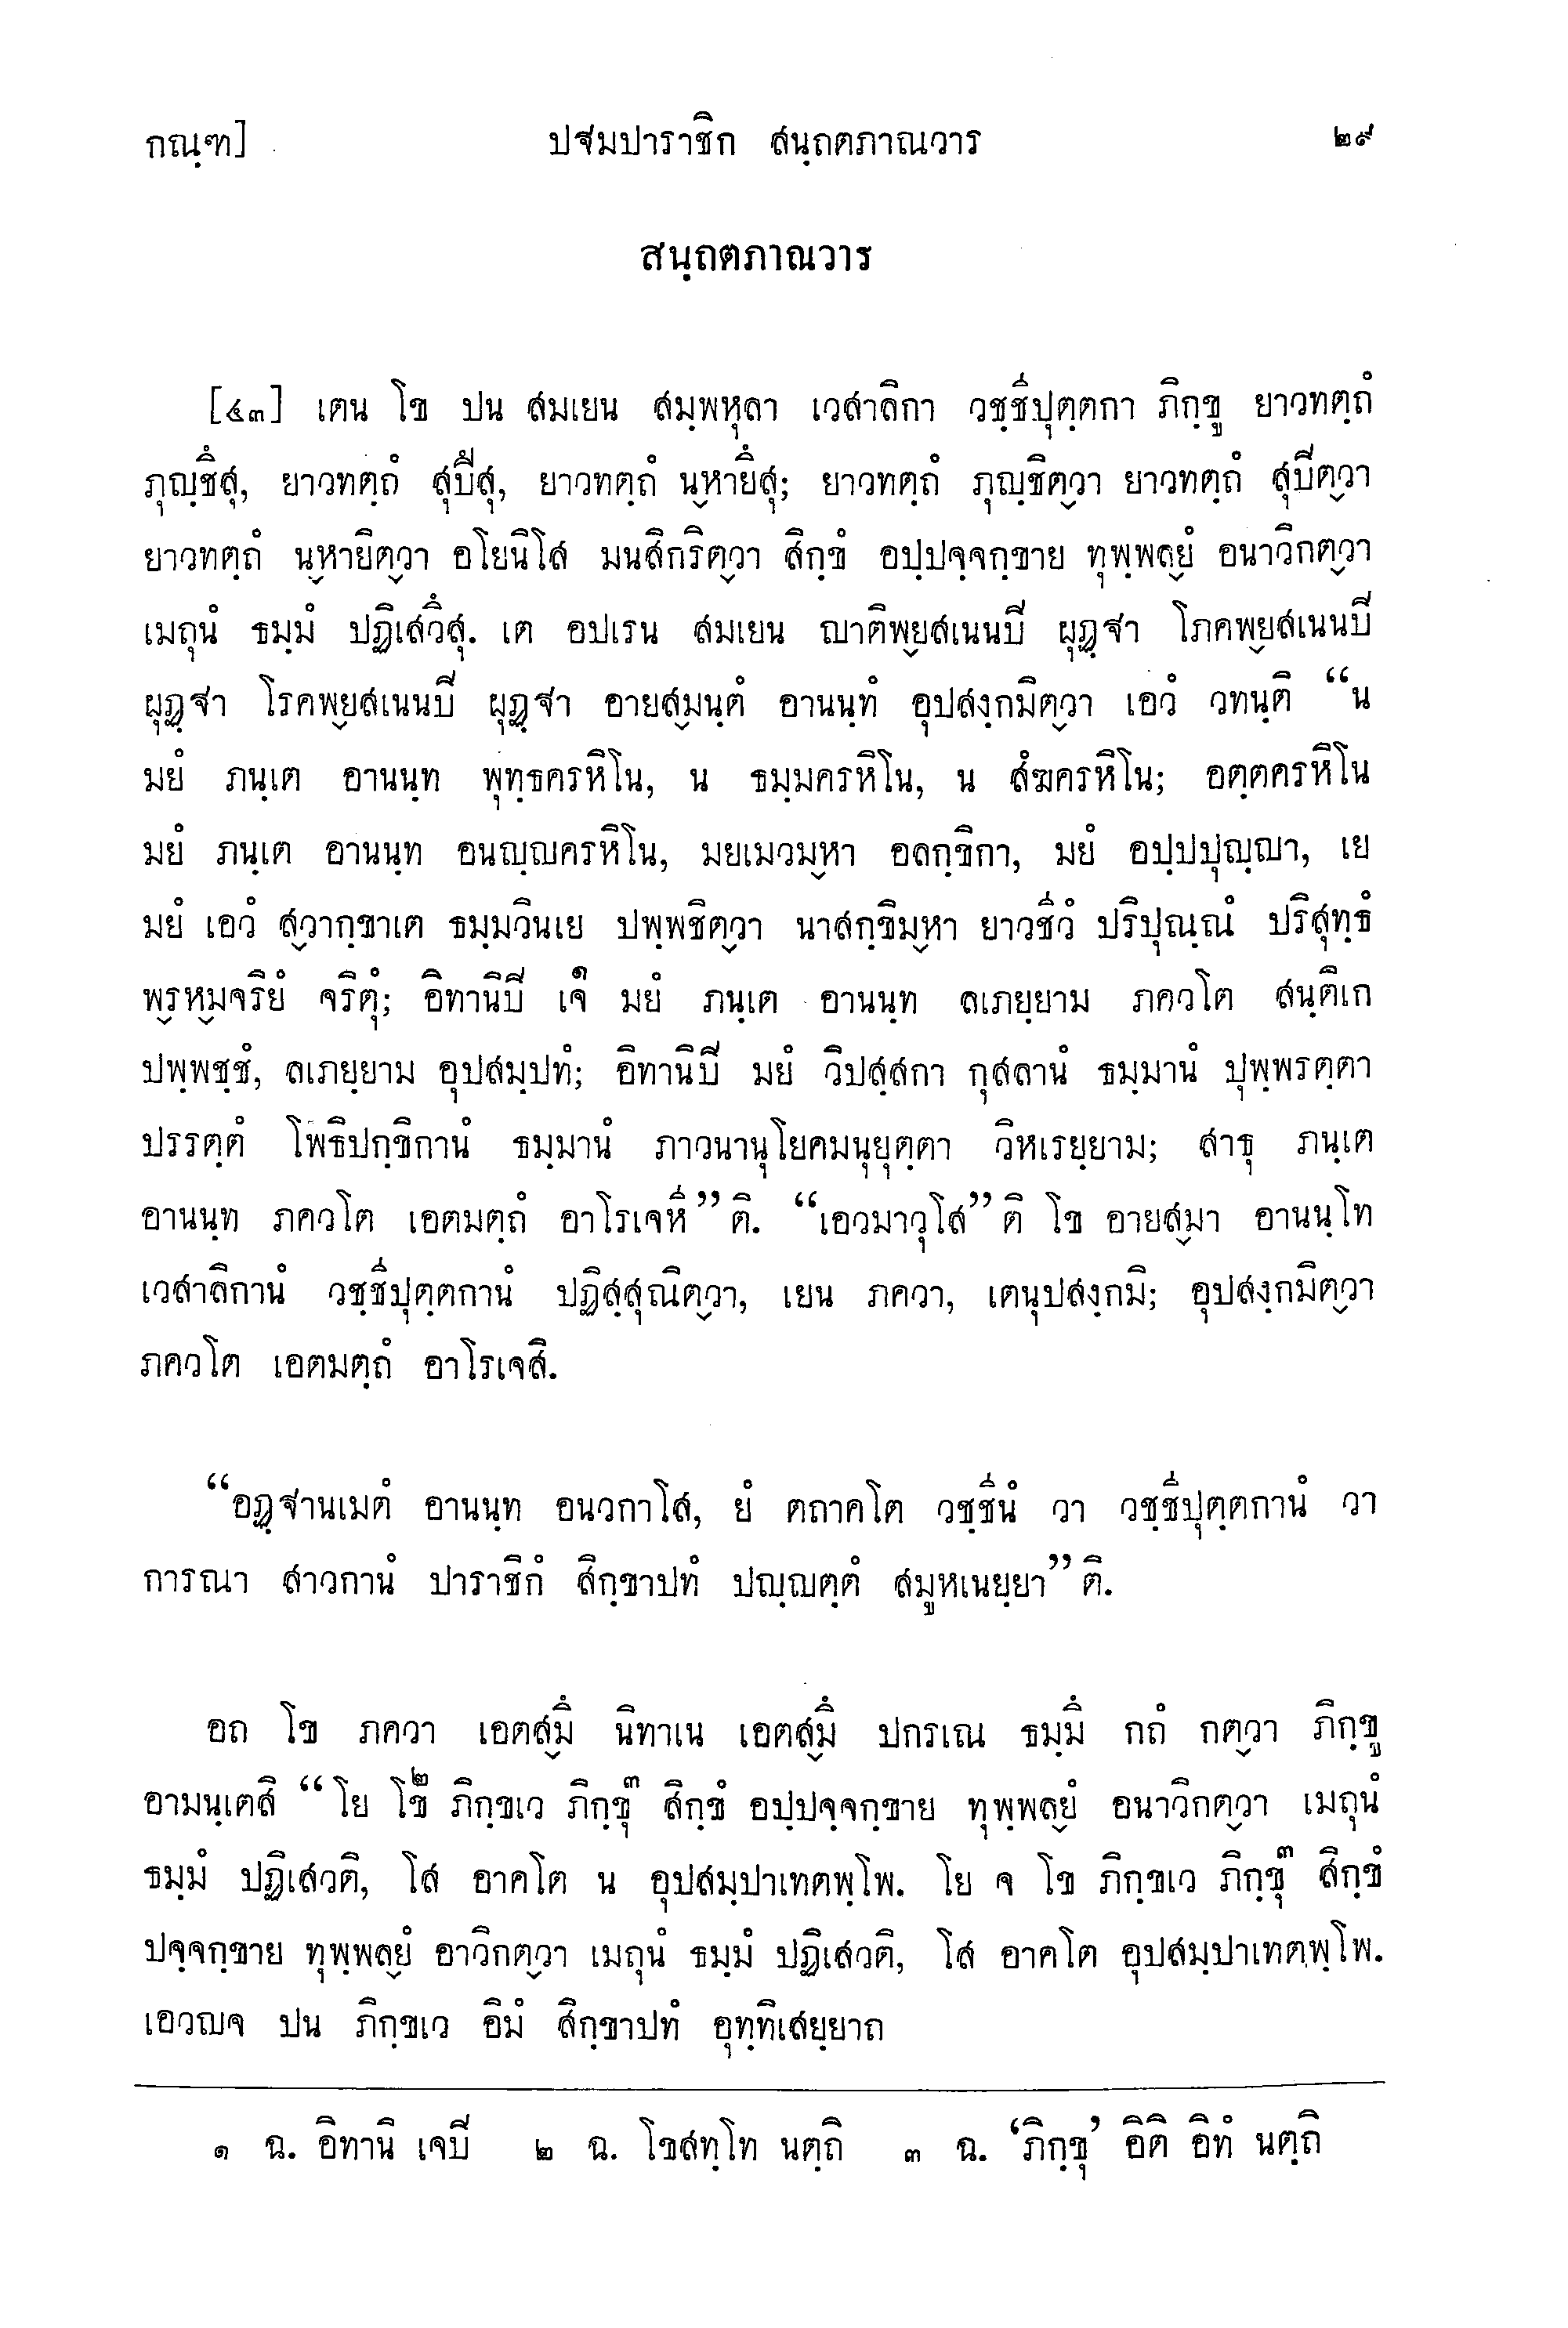 กณฺฑ] ปฐมปาราชิก สนฺถตภาณวาร ๒๙
สนฺถตภาณวาร
[๔๓] เตน โข ปน สมเยน สมฺพหุลา เวสาลิกา วชฺชิปุตฺตกา ภิกฺขู ยาวทตฺถํ
ภุญฺชึสุ, ยาวทตฺถํ สุปึสุ, ยาวทตฺถํ น๎หายึสุ; ยาวทตฺถํ ภุญฺชิต๎วา ยาวทตฺถํ สุปิต๎วา
ยาวทตฺถํ น๎หายิต๎วา อโยนิโส มนสิกริต๎วา สิกฺขํ อปฺปจฺจกฺขาย ทุพฺพล๎ยํ อนาวิกต๎วา
เมถุนํ ธมฺมํ ปฏิเสวึสุ. เต อปเรน สมเยน ญาติพ๎ยสเนนปิ ผุฏฺฐา โภคพ๎ยสเนนปิ
ผุฏฺฐา โรคพ๎ยสเนนปิ ผุฏฺฐา อายส๎มนฺตํ อานนฺทํ อุปสงฺกมิต๎วา เอวํ วทนฺติ “น
มยํ ภนฺเต อานนฺท พุทฺธครหิโน, น ธมฺมครหิโน, น สํฆครหิโน; อตฺตครหิโน
มยํ ภนฺเต อานนฺท อนญฺญครหิโน, มยเมวม๎หา อลกฺขิกา, มยํ อปฺปปุญฺญา, เย
มยํ เอวํ ส๎วากฺขาเต ธมฺมวินเย ปพฺพชิต๎วา นาสกฺขิม๎หา ยาวชีวํ ปริปุณฺณํ ปริสุทฺธํ
พ๎รห๎มจริยํ จริตุํ; อิทานิปิ เจ๑ มยํ ภนฺเต อานนฺท ลเภยฺยาม ภควโต สนฺติเก
ปพฺพชฺชํ, ลเภยฺยาม อุปสมฺปทํ; อิทานิปิ มยํ วิปสฺสกา กุสลานํ ธมฺมานํ ปุพฺพรตฺตา
ปรรตฺตํ โพธิปกฺขิกานํ ธมฺมานํ ภาวนานุโยคมนุยุตฺตา วิหเรยฺยาม; สาธุ ภนฺเต
อานนฺท ภควโต เอตมตฺถํ อาโรเจหี”ติ. “เอวมาวุโส”ติ โข อายส๎มา อานนฺโท
เวสาลิกานํ วชฺชิปุตฺตกานํ ปฏิสฺสุณิต๎วา, เยน ภควา, เตนุปสงฺกมิ; อุปสงฺกมิต๎วา
ภควโต เอตมตฺถํ อาโรเจสิ.
“อฏฺฐานเมตํ อานนฺท อนวกาโส, ยํ ตถาคโต วชฺชีนํ วา วชฺชิปุตฺตกานํ วา
การณา สาวกานํ ปาราชิกํ สิกฺขาปทํ ปญฺญตฺตํ สมูหเนยฺยา”ติ.
อถ โข ภควา เอตส๎มึ นิทาเน เอตส๎มึ ปกรเณ ธมฺมึ กถํ กต๎วา ภิกฺขู
อามนฺเตสิ “โย โข๒ ภิกฺขเว ภิกฺขุ๓ สิกฺขํ อปฺปจฺจกฺขาย ทุพฺพล๎ยํ อนาวิกต๎วา เมถุนํ
ธมฺมํ ปฏิเสวติ, โส อาคโต น อุปสมฺปาเทตพฺโพ. โย จ โข ภิกฺขเว ภิกฺขุ๓ สิกฺขํ
ปจฺจกฺขาย ทุพฺพล๎ยํ อาวิกต๎วา เมถุนํ ธมฺมํ ปฏิเสวติ, โส อาคโต อุปสมฺปาเทตพฺโพ.
เอวญจ ปน ภิกฺขเว อิมํ สิกฺขาปทํ อุทฺทิเสยฺยาถ
๑ ฉ. อิทานิ เจปิ ๒ ฉ. โขสทฺโท นตฺถิ ๓ ฉ. ‘ภิกฺขุ’ อิติ อิทํ นตฺถิ